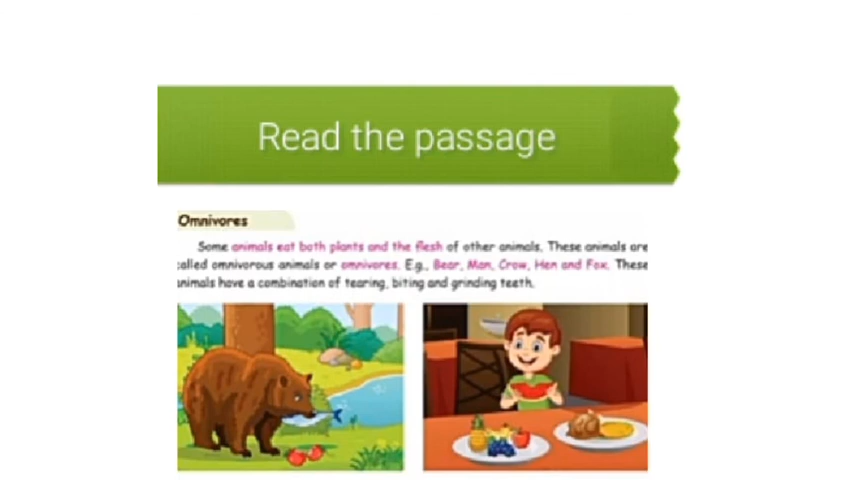 Read the passage
Omnivores
Some animals eat both plants and the flesh of other animals. These animals are
called omnivorous animals or omnivores. E.g., Bear, Man, Crow, Hen and Fox. These
animals have a combination of tearing, biting and grinding teeth.